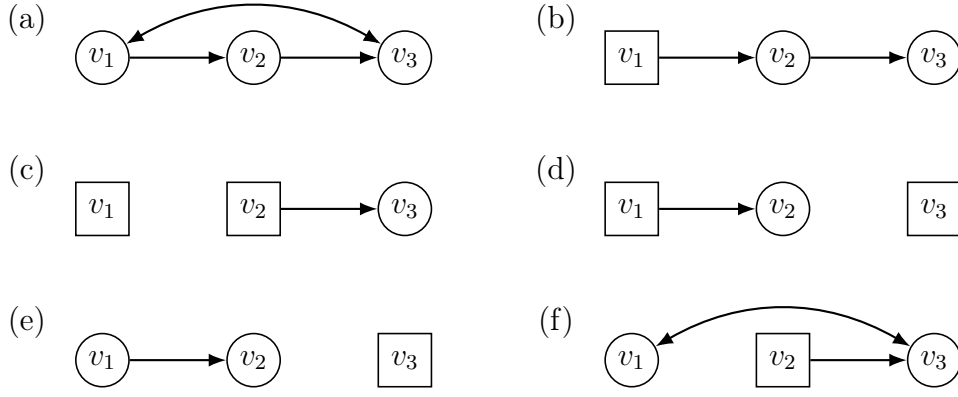 (a) v₁ v₂ v₃ (b) v₁ v₂ v₃
(c) v₁ v₂ v₃ (d) v₁ v₂ v₃
(e) v₁ v₂ v₃ (f) v₁ v₂ v₃